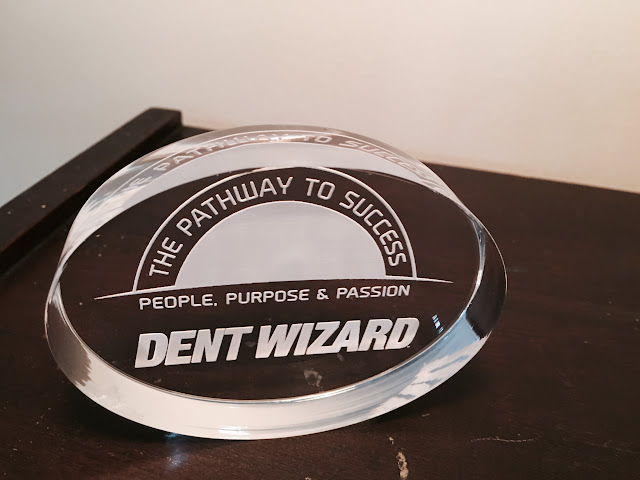 THE PATHWAY TO SUCCESS
PEOPLE, PURPOSE & PASSION
DENT WIZARD